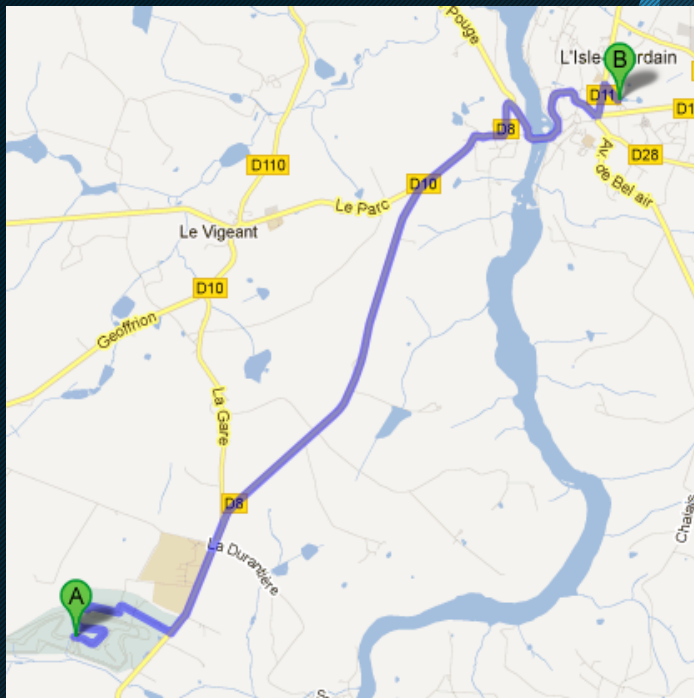 Pouge
L'Isle-Jourdain
B
D11
D1
D8
D28
Av. de Bel air
D110
D10
Le Parc
Le Vigeant
D10
Geoffrion
La Gare
D8
La Durantière
Chalais
A